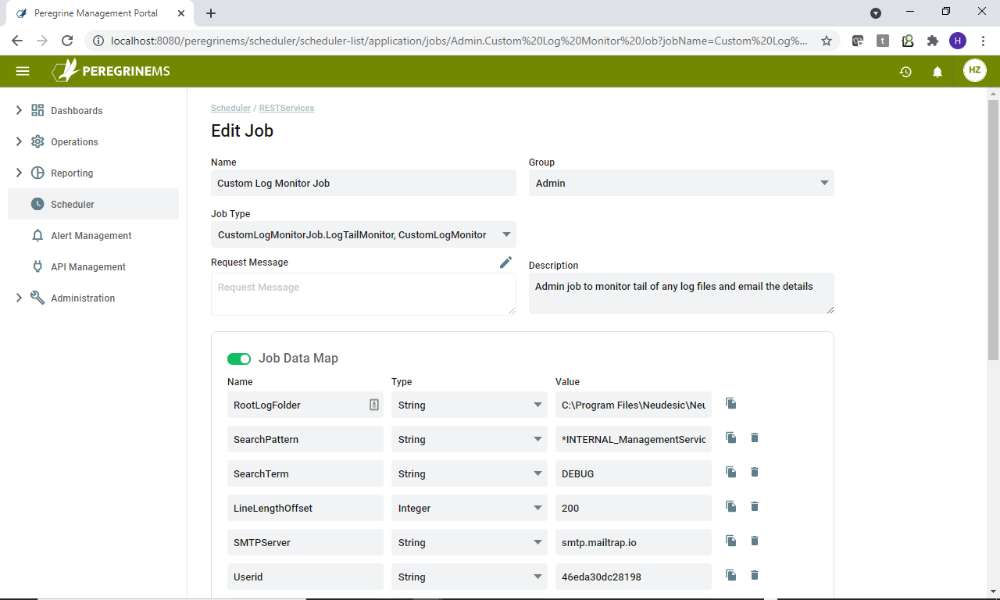 Peregrine Management Portal
localhost:8080/peregrinems/scheduler/scheduler-list/application/jobs/Admin.Custom%20Log%20Monitor%20Job?jobName=Custom%20Log%...
t
H
PEREGRINEMS
HZ
Dashboards
Operations
Reporting
Scheduler
Alert Management
API Management
Administration
Scheduler / RESTServices
Edit Job
Name
Group
Custom Log Monitor Job
Admin
Job Type
CustomLogMonitorJob.LogTailMonitor, CustomLogMonitor
Request Message
Description
Request Message
Admin job to monitor tail of any log files and email the details
Job Data Map
Name Type Value
RootLogFolder String C:\Program Files\Neudesic\Neu
SearchPattern String *INTERNAL_ManagementServic
SearchTerm String DEBUG
LineLengthOffset Integer 200
SMTPServer String smtp.mailtrap.io
Userid String 46eda30dc28198